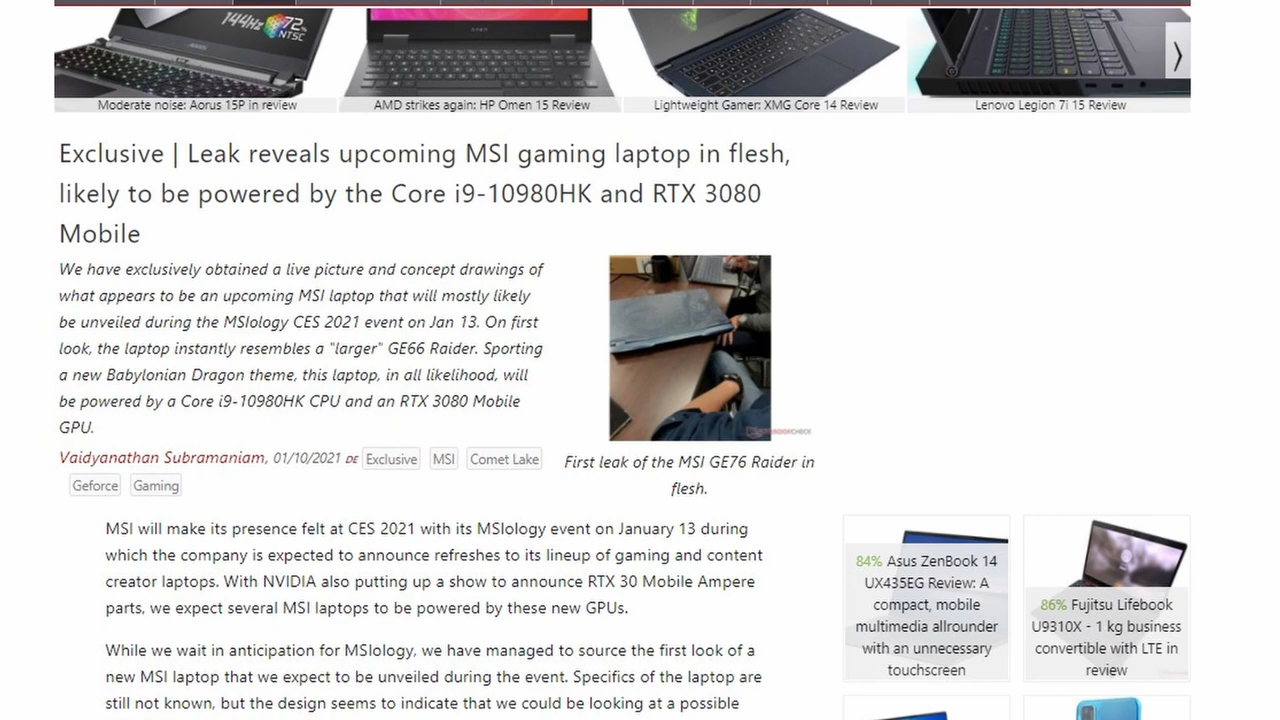 144Hz 72% NTSC
Moderate noise: Aorus 15P in review
AMD strikes again: HP Omen 15 Review
Lightweight Gamer: XMG Core 14 Review
Lenovo Legion 7i 15 Review
Exclusive | Leak reveals upcoming MSI gaming laptop in flesh,
likely to be powered by the Core i9-10980HK and RTX 3080
Mobile
We have exclusively obtained a live picture and concept drawings of
what appears to be an upcoming MSI laptop that will mostly likely
be unveiled during the MSIology CES 2021 event on Jan 13. On first
look, the laptop instantly resembles a "larger" GE66 Raider. Sporting
a new Babylonian Dragon theme, this laptop, in all likelihood, will
be powered by a Core i9-10980HK CPU and an RTX 3080 Mobile
GPU.
Vaidyanathan Subramaniam, 01/10/2021 DE Exclusive MSI Comet Lake
Geforce Gaming
First leak of the MSI GE76 Raider in
flesh.
MSI will make its presence felt at CES 2021 with its MSIology event on January 13 during
which the company is expected to announce refreshes to its lineup of gaming and content
creator laptops. With NVIDIA also putting up a show to announce RTX 30 Mobile Ampere
parts, we expect several MSI laptops to be powered by these new GPUs.
While we wait in anticipation for MSIology, we have managed to source the first look of a
new MSI laptop that we expect to be unveiled during the event. Specifics of the laptop are
still not known, but the design seems to indicate that we could be looking at a possible
84% Asus ZenBook 14
UX435EG Review: A
compact, mobile
multimedia allrounder
with an unnecessary
touchscreen
86% Fujitsu Lifebook
U9310X - 1 kg business
convertible with LTE in
review